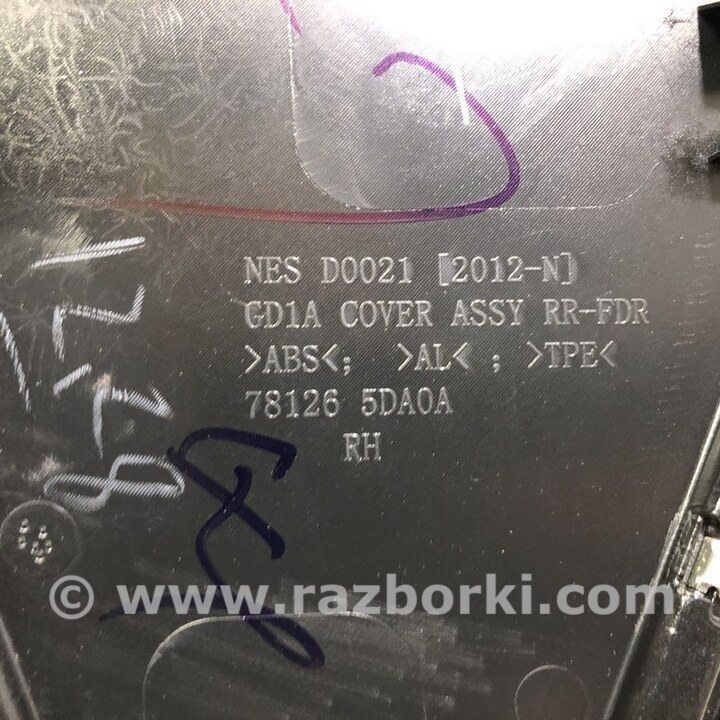 NES D0021 [2012-N]
GD1A COVER ASSY RR-FDR
>ABS<; >AL< ; >TPE<
78126 5DA0A
RH
© www.razborki.com